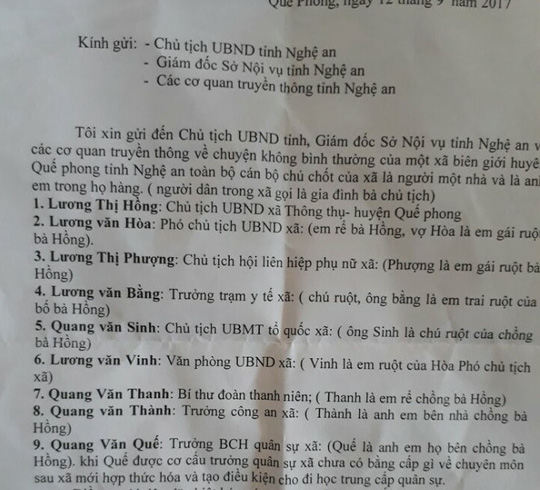 Quế Phong, ngày 12 tháng 9 năm 2017
Kính gửi: - Chủ tịch UBND tỉnh Nghệ an
- Giám đốc Sở Nội vụ tỉnh Nghệ an
- Các cơ quan truyền thông tỉnh Nghệ an
Tôi xin gửi đến Chủ tịch UBND tỉnh, Giám đốc Sở Nội vụ tỉnh Nghệ an v
các cơ quan truyền thông về chuyện không bình thường của một xã biên giới huyệ
Quế phong tỉnh Nghệ an toàn bộ cán bộ chủ chốt của xã là người một nhà và là an
em trong họ hàng. ( người dân trong xã gọi là gia đình bà chủ tịch)
1. Lương Thị Hồng: Chủ tịch UBND xã Thông thụ- huyện Quế phong
2. Lương văn Hòa: Phó chủ tịch UBND xã: (em rể bà Hồng, vợ Hòa là em gái ruộ
bà Hồng).
3. Lương Thị Phượng: Chủ tịch hội liên hiệp phụ nữ xã: (Phượng là em gái ruột bà
Hồng)
4. Lương văn Bằng: Trưởng trạm y tế xã: ( chú ruột, ông bằng là em trai ruột của
bố bà Hồng)
5. Quang văn Sinh: Chủ tịch UBMT tổ quốc xã: ( ông Sinh là chú ruột của chồng
bà Hồng)
6. Lương văn Vinh: Văn phòng UBND xã: ( Vinh là em ruột của Hòa Phó chủ tịch
xã)
7. Quang Văn Thanh: Bí thư đoàn thanh niên; ( Thanh là em rể chồng bà Hồng)
8. Quang văn Thành: Trưởng công an xã: ( Thành là anh em bên nhà chồng bà
Hồng)
9. Quang Văn Quế: Trưởng BCH quân sự xã: (Quế là anh em họ bên chồng bà
Hồng). khi Quế được cơ cấu trưởng quân sự xã chưa có bằng cấp gì về chuyên môn
sau xã mới hợp thức hóa và tạo điều kiện cho đi học trung cấp quân sự.